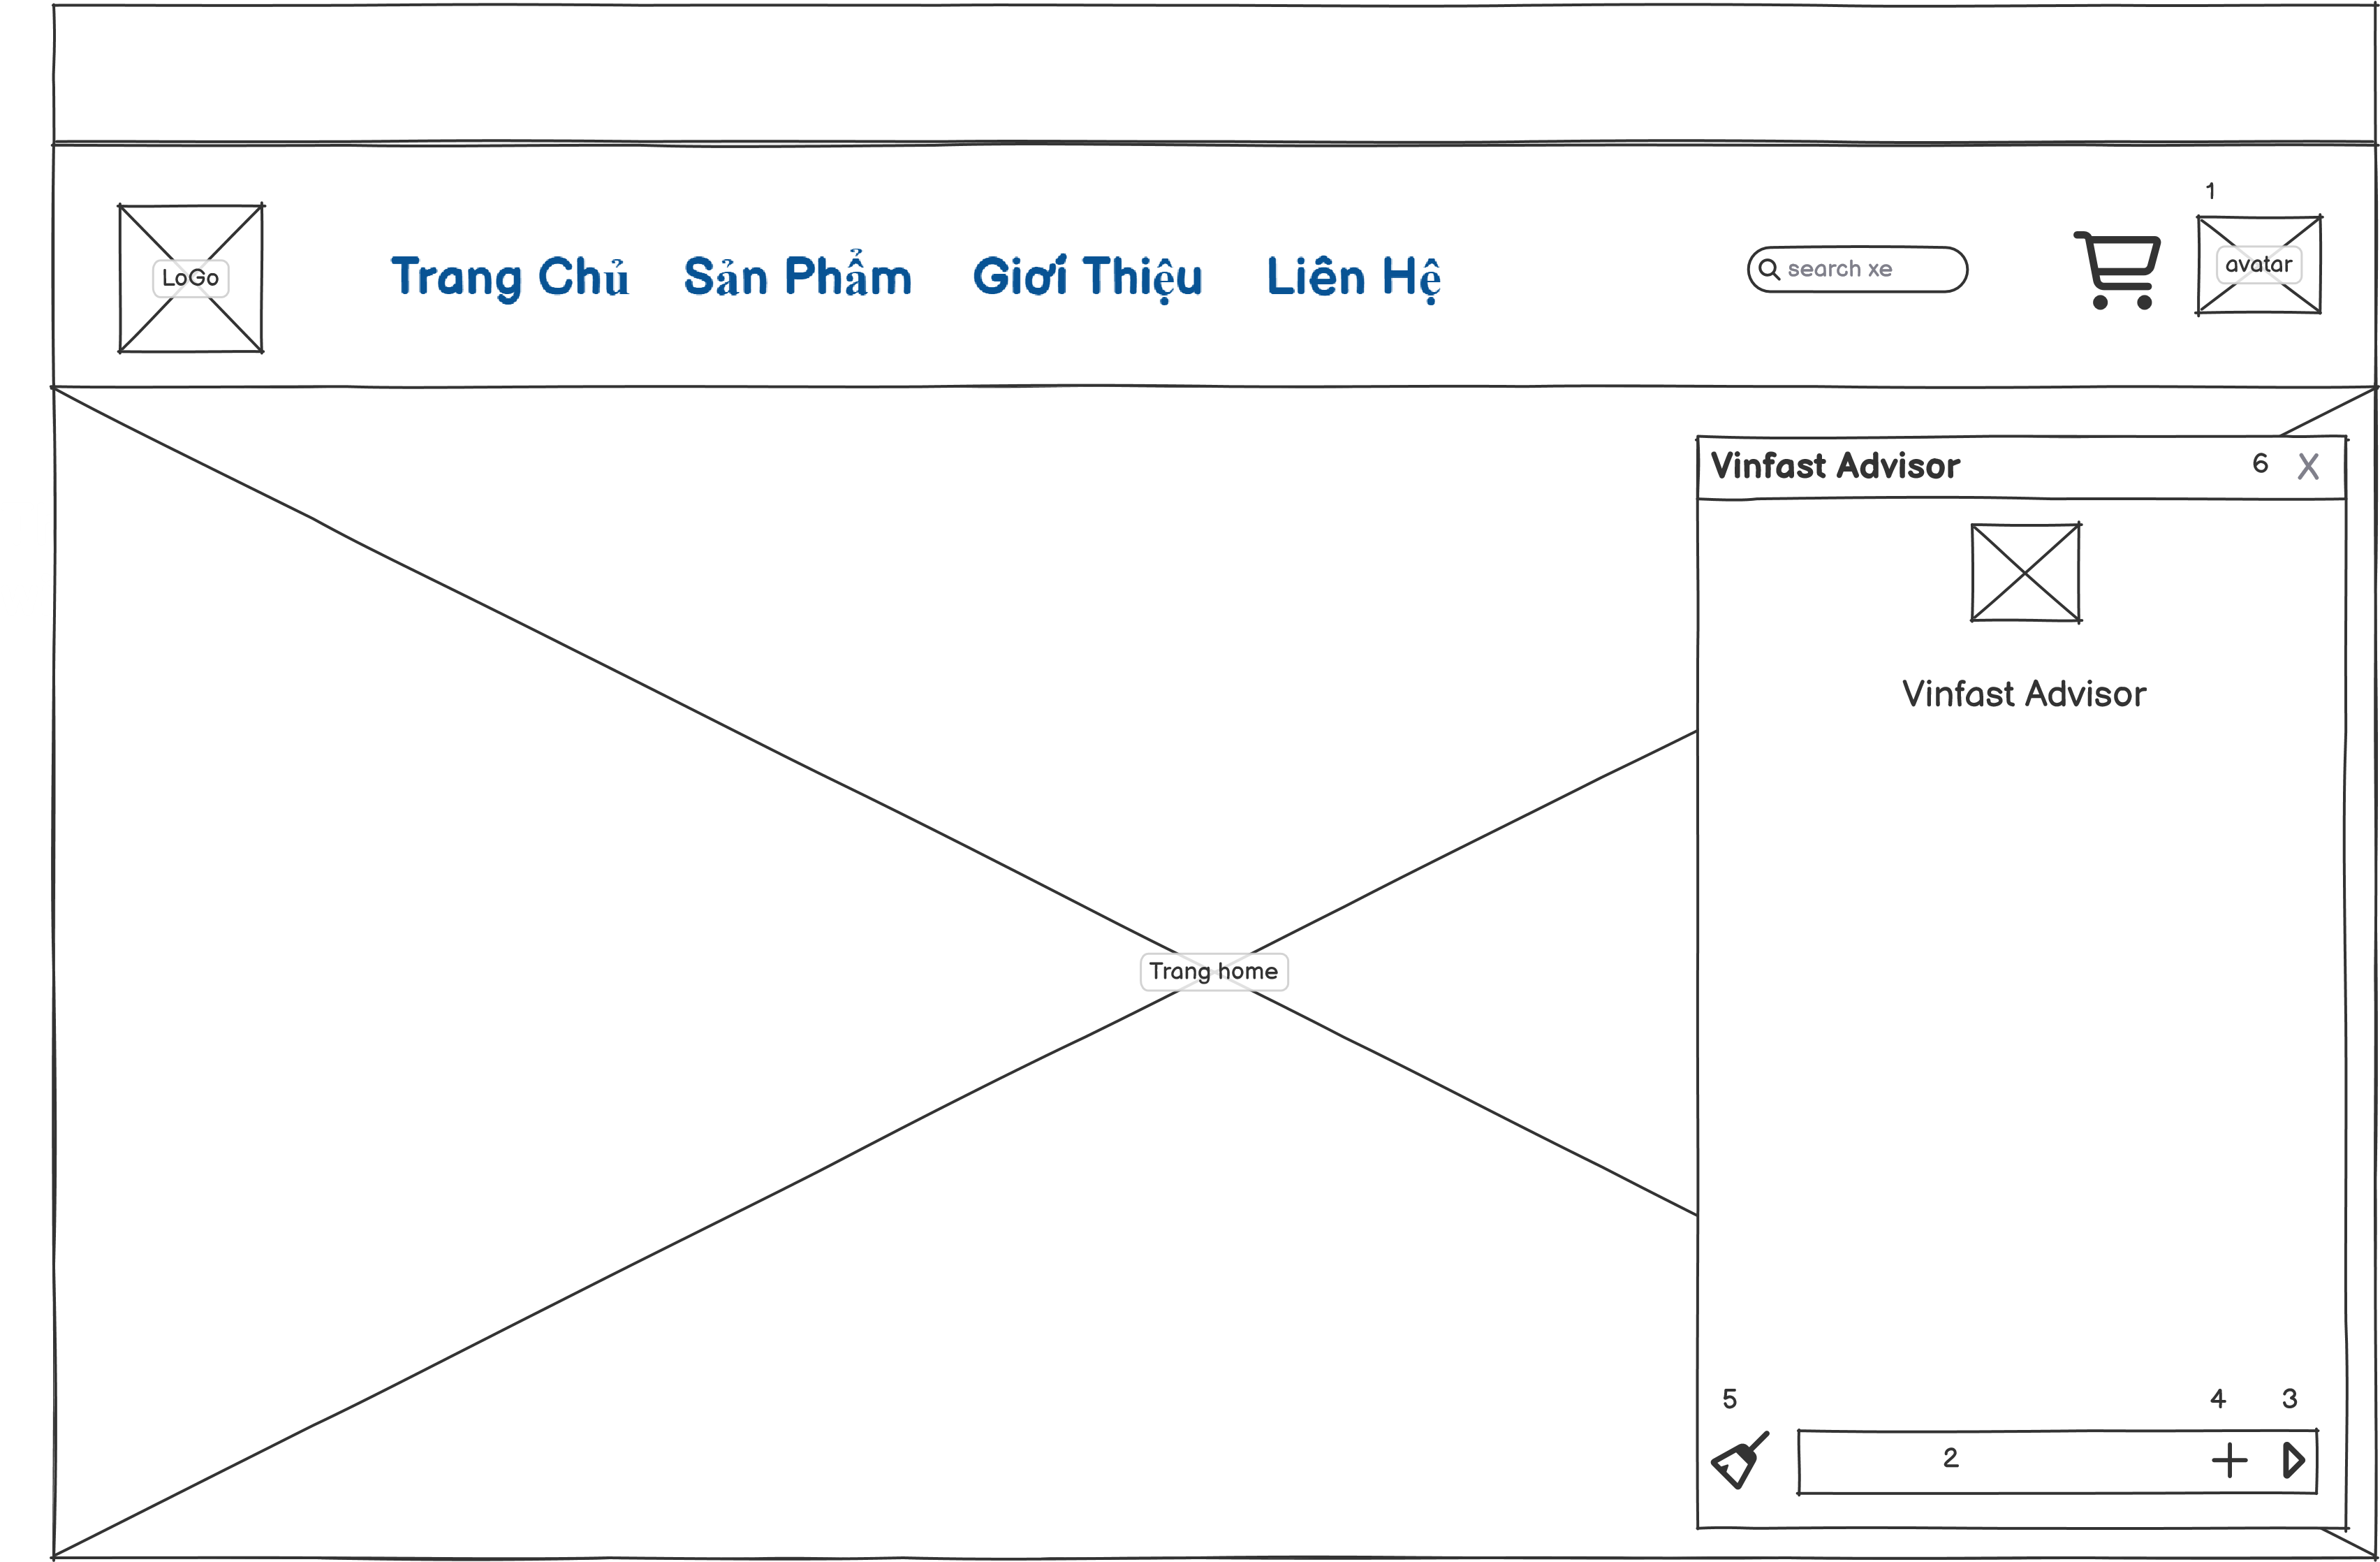 1
LoGo
Trang Chủ Sản Phẩm Giới Thiệu Liên Hệ
search xe
avatar
Vinfast Advisor 6 X
Vinfast Advisor
Trang home
5 4 3
2